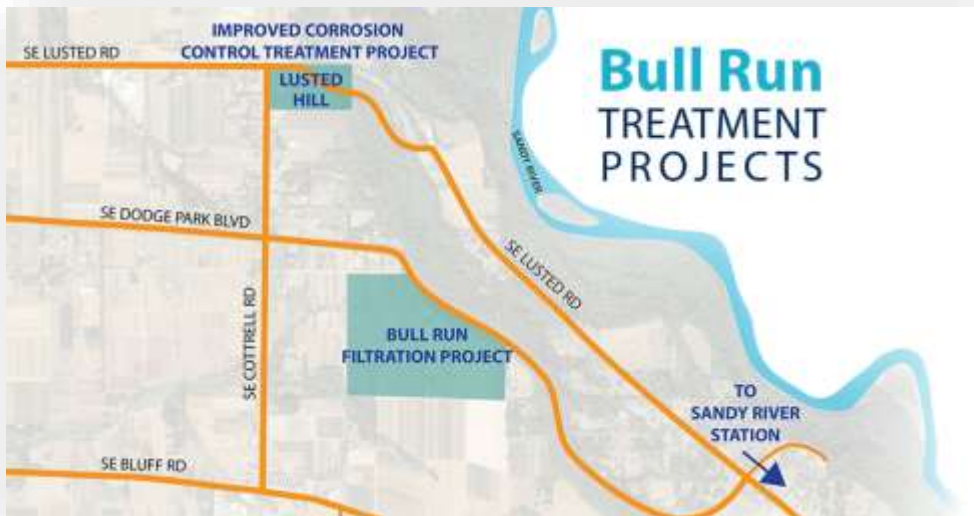 IMPROVED CORROSION
CONTROL TREATMENT PROJECT
SE LUSTED RD
LUSTED
HILL
Bull Run
TREATMENT
PROJECTS
SANDY RIVER
SE DODGE PARK BLVD
SE LUSTED RD
SE COTTRELL RD
BULL RUN
FILTRATION PROJECT
TO
SANDY RIVER
STATION
SE BLUFF RD